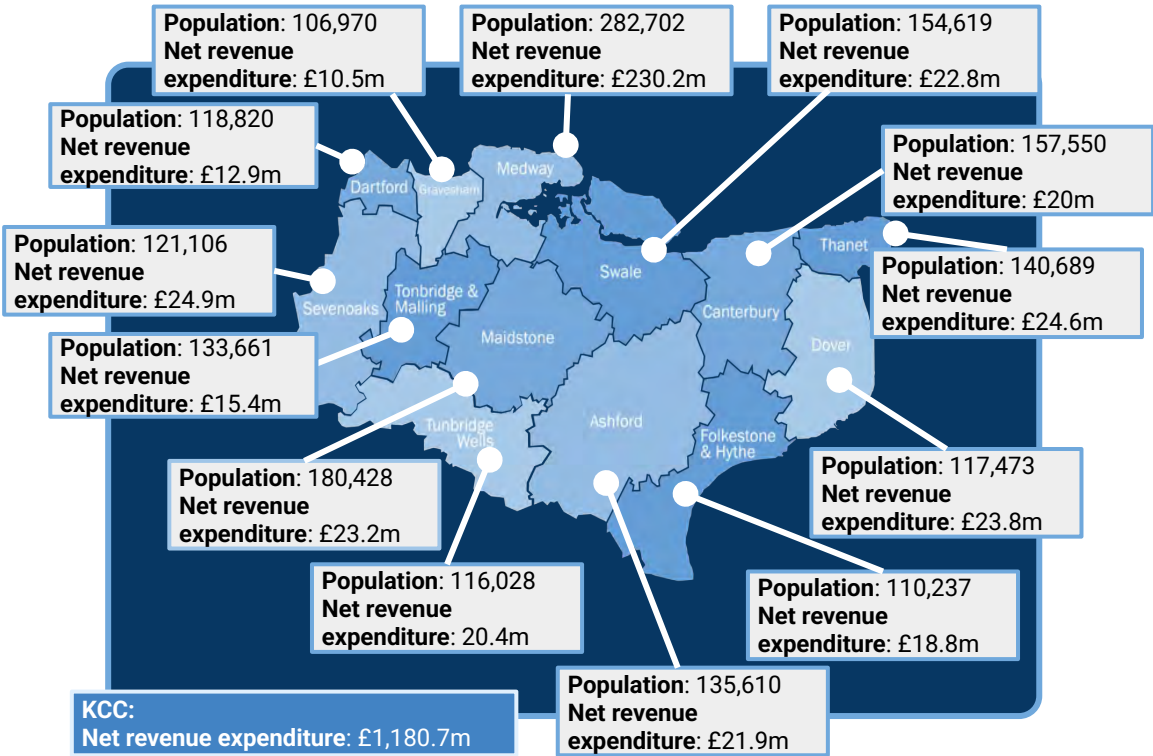 Population: 106,970
Net revenue
expenditure: £10.5m
Population: 282,702
Net revenue
expenditure: £230.2m
Population: 154,619
Net revenue
expenditure: £22.8m
Population: 118,820
Net revenue
expenditure: £12.9m
Population: 157,550
Net revenue
expenditure: £20m
Population: 121,106
Net revenue
expenditure: £24.9m
Population: 140,689
Net revenue
expenditure: £24.6m
Population: 133,661
Net revenue
expenditure: £15.4m
Medway
Dartford
Gravesham
Thanet
Swale
Sevenoaks
Tonbridge &
Malling
Canterbury
Maidstone
Dover
Ashford
Tunbridge
Wells
Folkestone
& Hythe
Population: 180,428
Net revenue
expenditure: £23.2m
Population: 117,473
Net revenue
expenditure: £23.8m
Population: 116,028
Net revenue
expenditure: 20.4m
Population: 110,237
Net revenue
expenditure: £18.8m
Population: 135,610
Net revenue
expenditure: £21.9m
KCC:
Net revenue expenditure: £1,180.7m